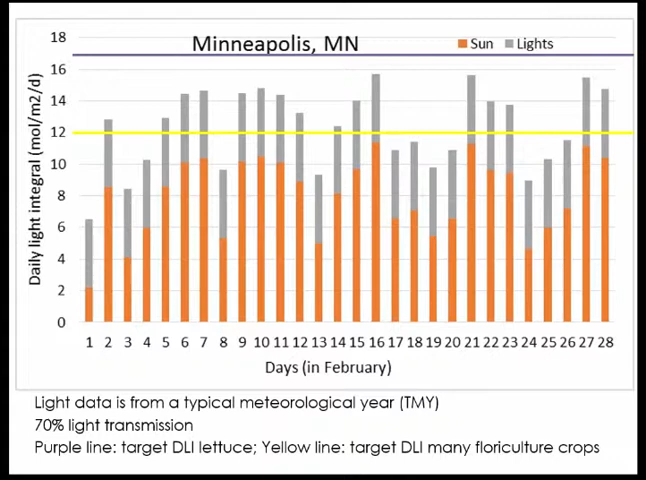 Minneapolis, MN
Sun Lights
18
16
14
12
10
8
6
4
2
0
Daily light integral (mol/m2/d)
1 2 3 4 5 6 7 8 9 10 11 12 13 14 15 16 17 18 19 20 21 22 23 24 25 26 27 28
Days (in February)
Light data is from a typical meteorological year (TMY)
70% light transmission
Purple line: target DLI lettuce; Yellow line: target DLI many floriculture crops